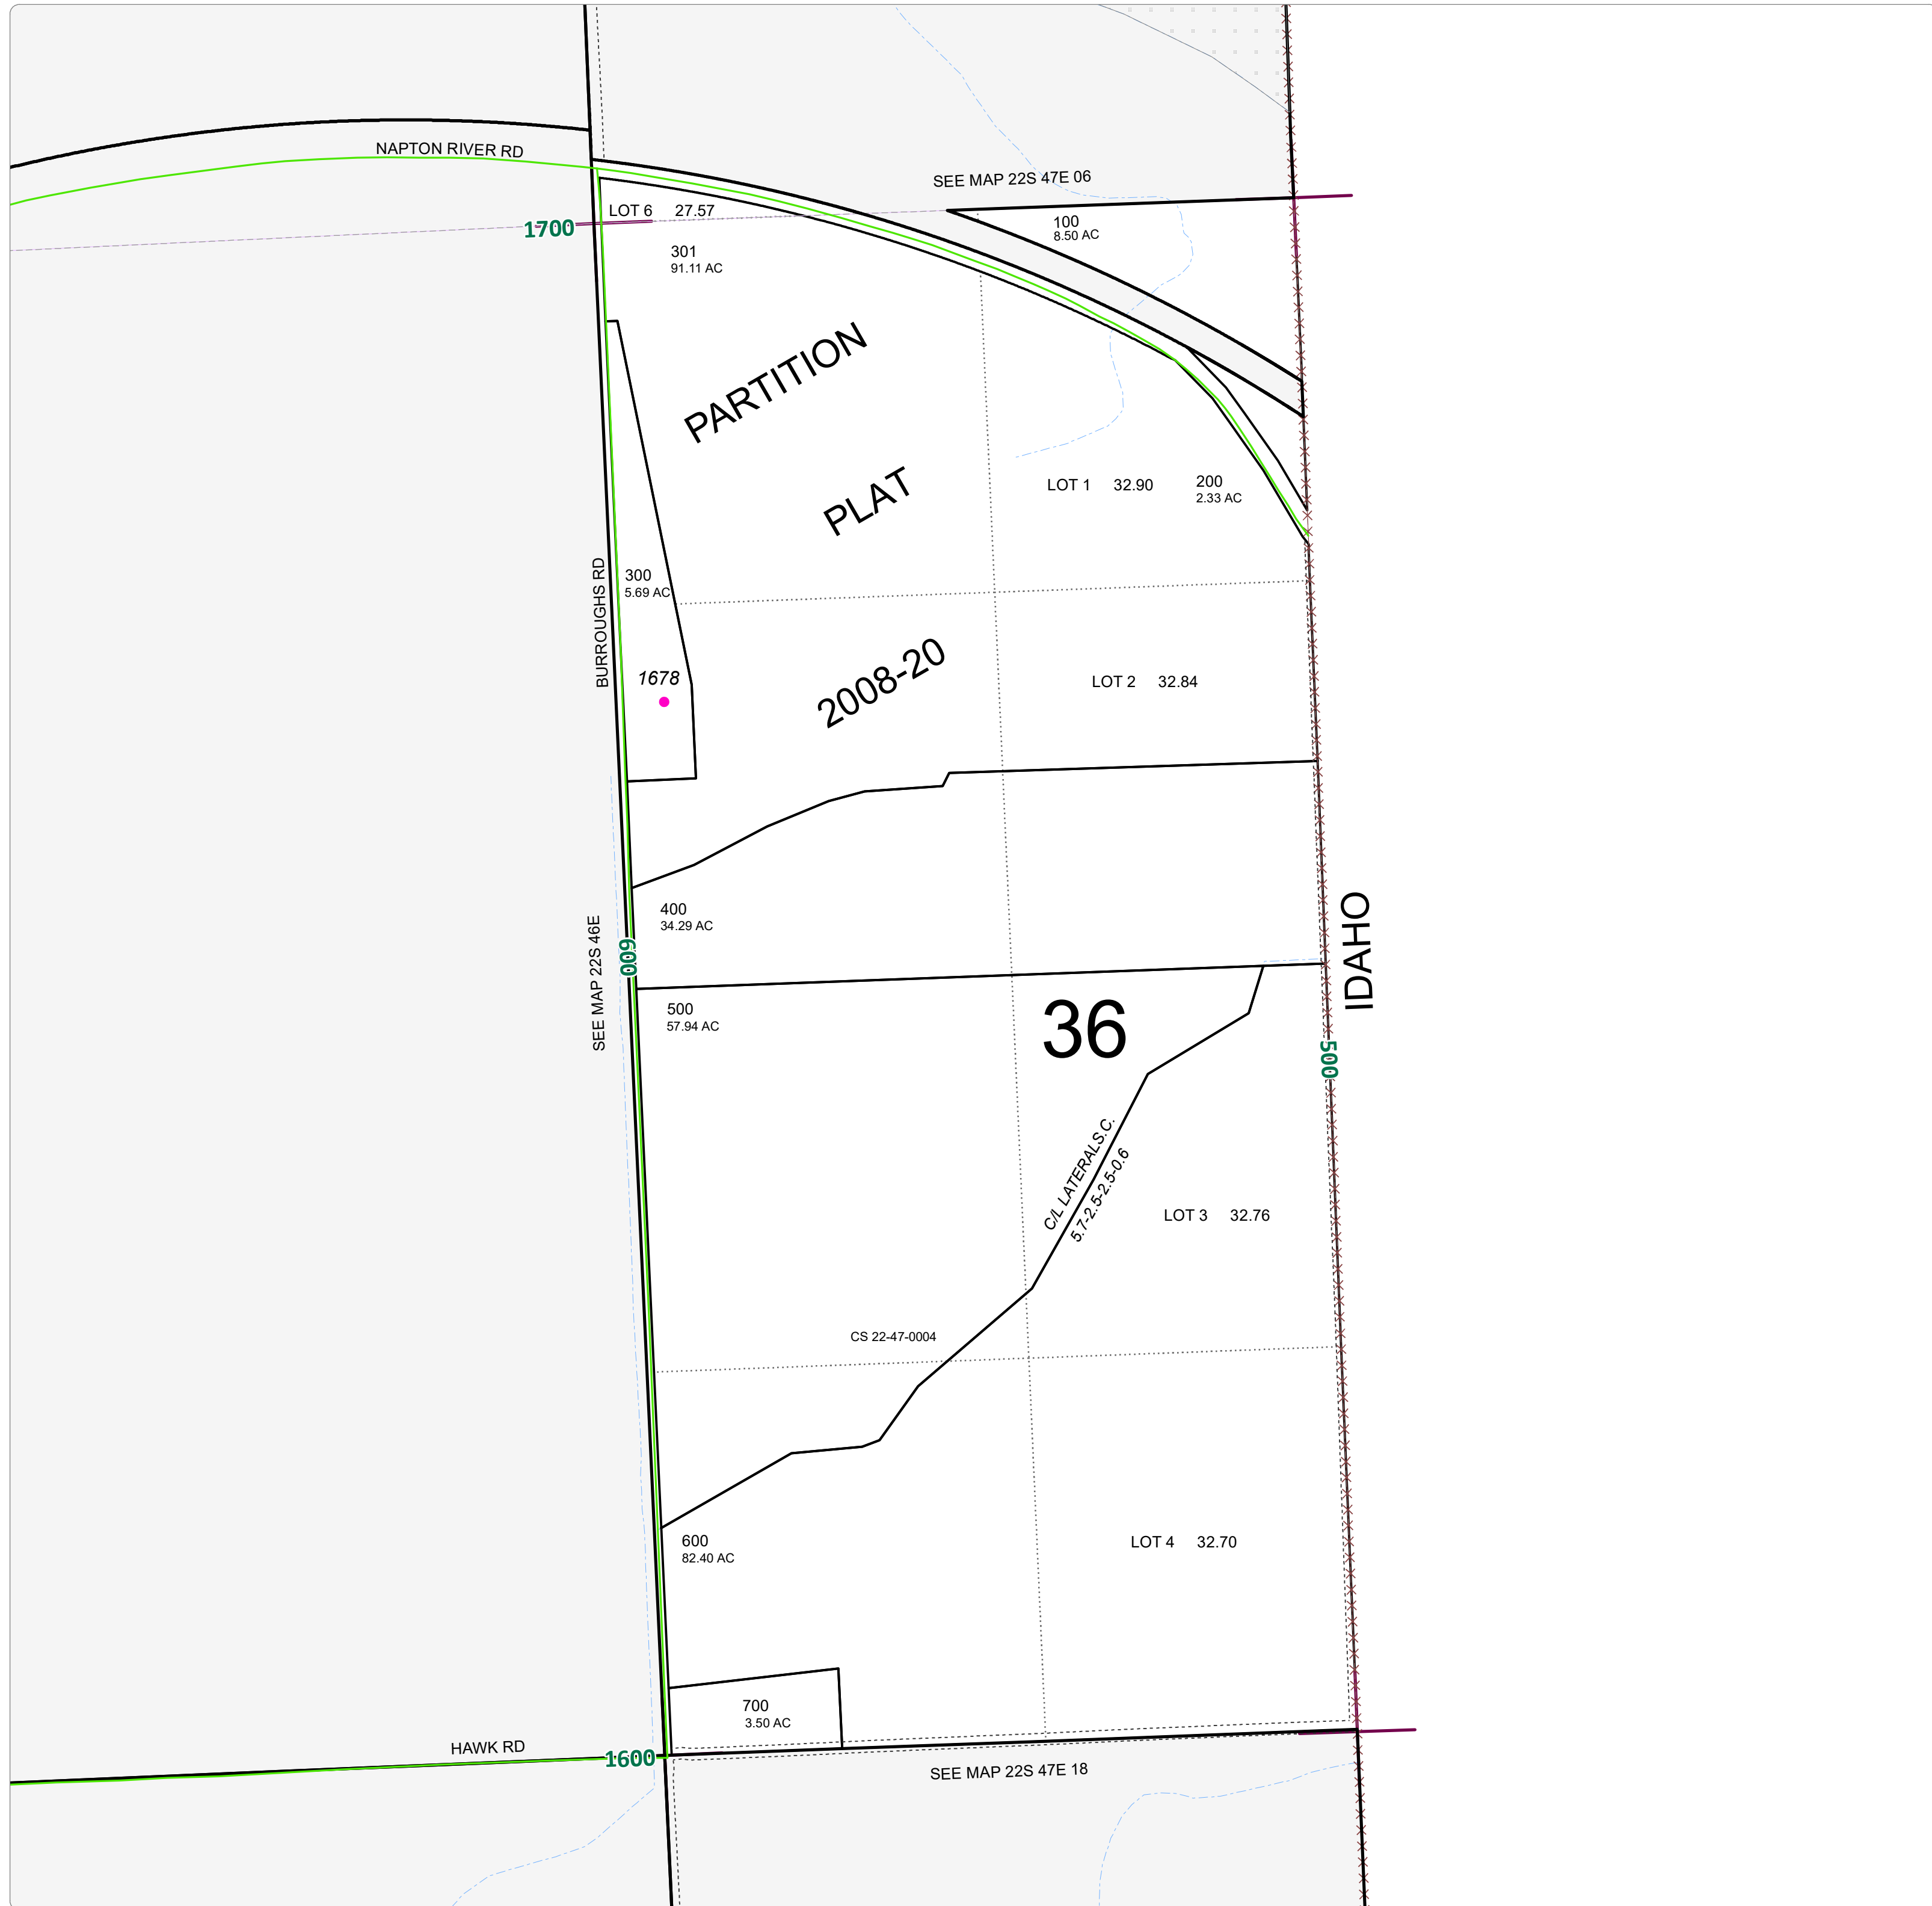 NAPTON RIVER RD
SEE MAP 22S 47E 06
LOT 6 27.57
1700
100
8.50 AC
301
91.11 AC
PARTITION
PLAT
2008-20
LOT 1 32.90
200
2.33 AC
BURROUGHS RD
300
5.69 AC
1678
LOT 2 32.84
400
34.29 AC
SEE MAP 22S 46E
600
IDAHO
500
57.94 AC
36
500
C/L LATERALS.C.
5.7-2.5-2.5-0.6
LOT 3 32.76
CS 22-47-0004
600
82.40 AC
LOT 4 32.70
700
3.50 AC
HAWK RD
1600
SEE MAP 22S 47E 18